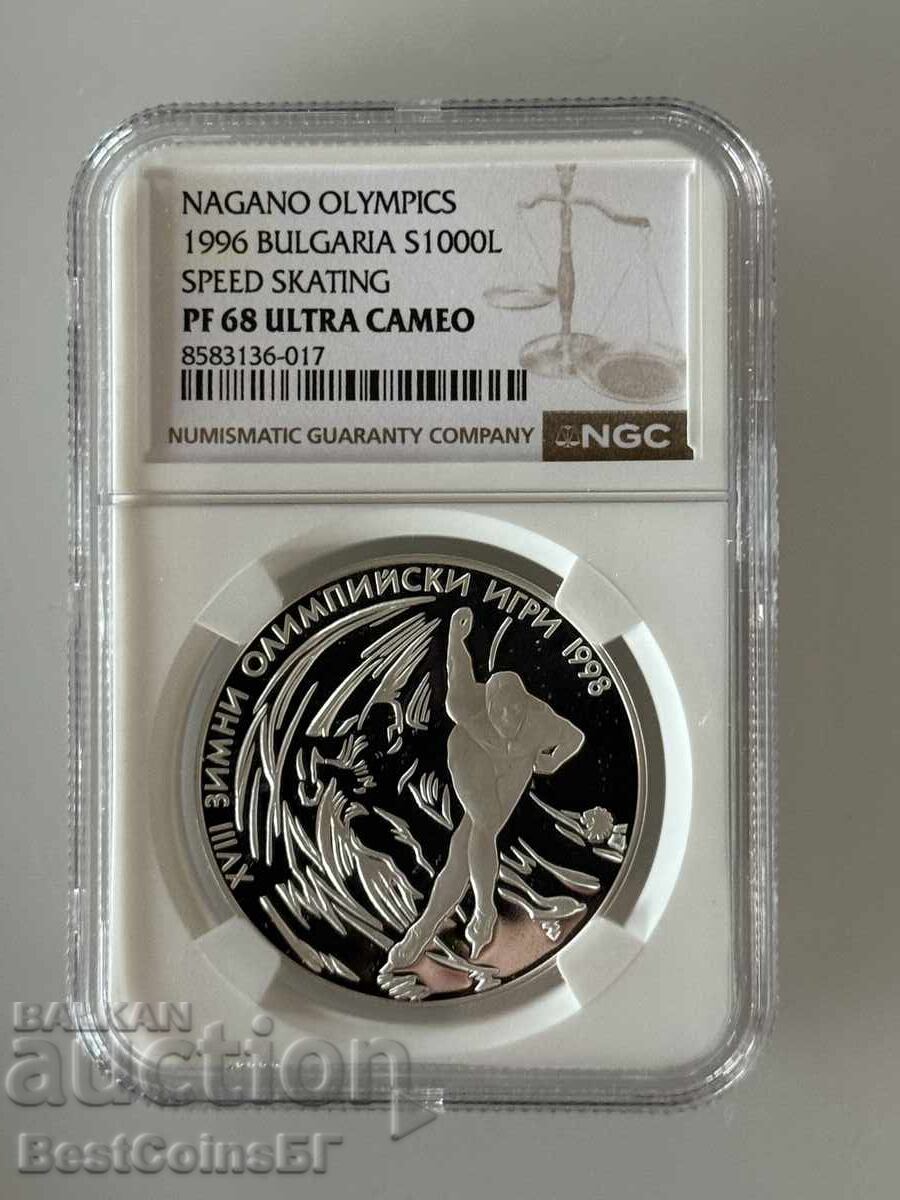 NAGANO OLYMPICS
1996 BULGARIA S1000L
SPEED SKATING
PF 68 ULTRA CAMEO
8583136-017
NUMISMATIC GUARANTY COMPANY
NGC
XVIII ЗИМНИ ОЛИМПИЙСКИ ИГРИ 1998
BALKAN
auction
BestCoinsБГ